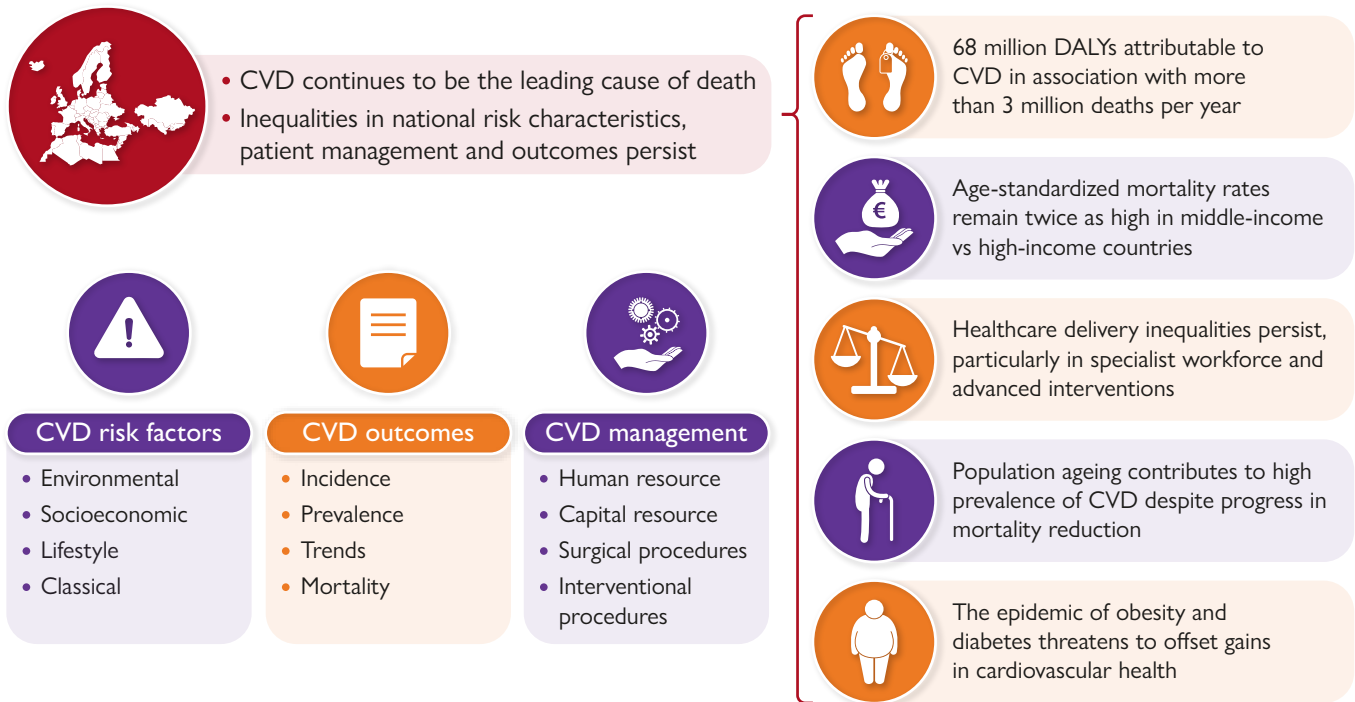 • CVD continues to be the leading cause of death
• Inequalities in national risk characteristics,
patient management and outcomes persist
CVD risk factors
• Environmental
• Socioeconomic
• Lifestyle
• Classical
CVD outcomes
• Incidence
• Prevalence
• Trends
• Mortality
CVD management
• Human resource
• Capital resource
• Surgical procedures
• Interventional
procedures
68 million DALYs attributable to
CVD in association with more
than 3 million deaths per year
€
Age-standardized mortality rates
remain twice as high in middle-income
vs high-income countries
Healthcare delivery inequalities persist,
particularly in specialist workforce and
advanced interventions
Population ageing contributes to high
prevalence of CVD despite progress in
mortality reduction
The epidemic of obesity and
diabetes threatens to offset gains
in cardiovascular health